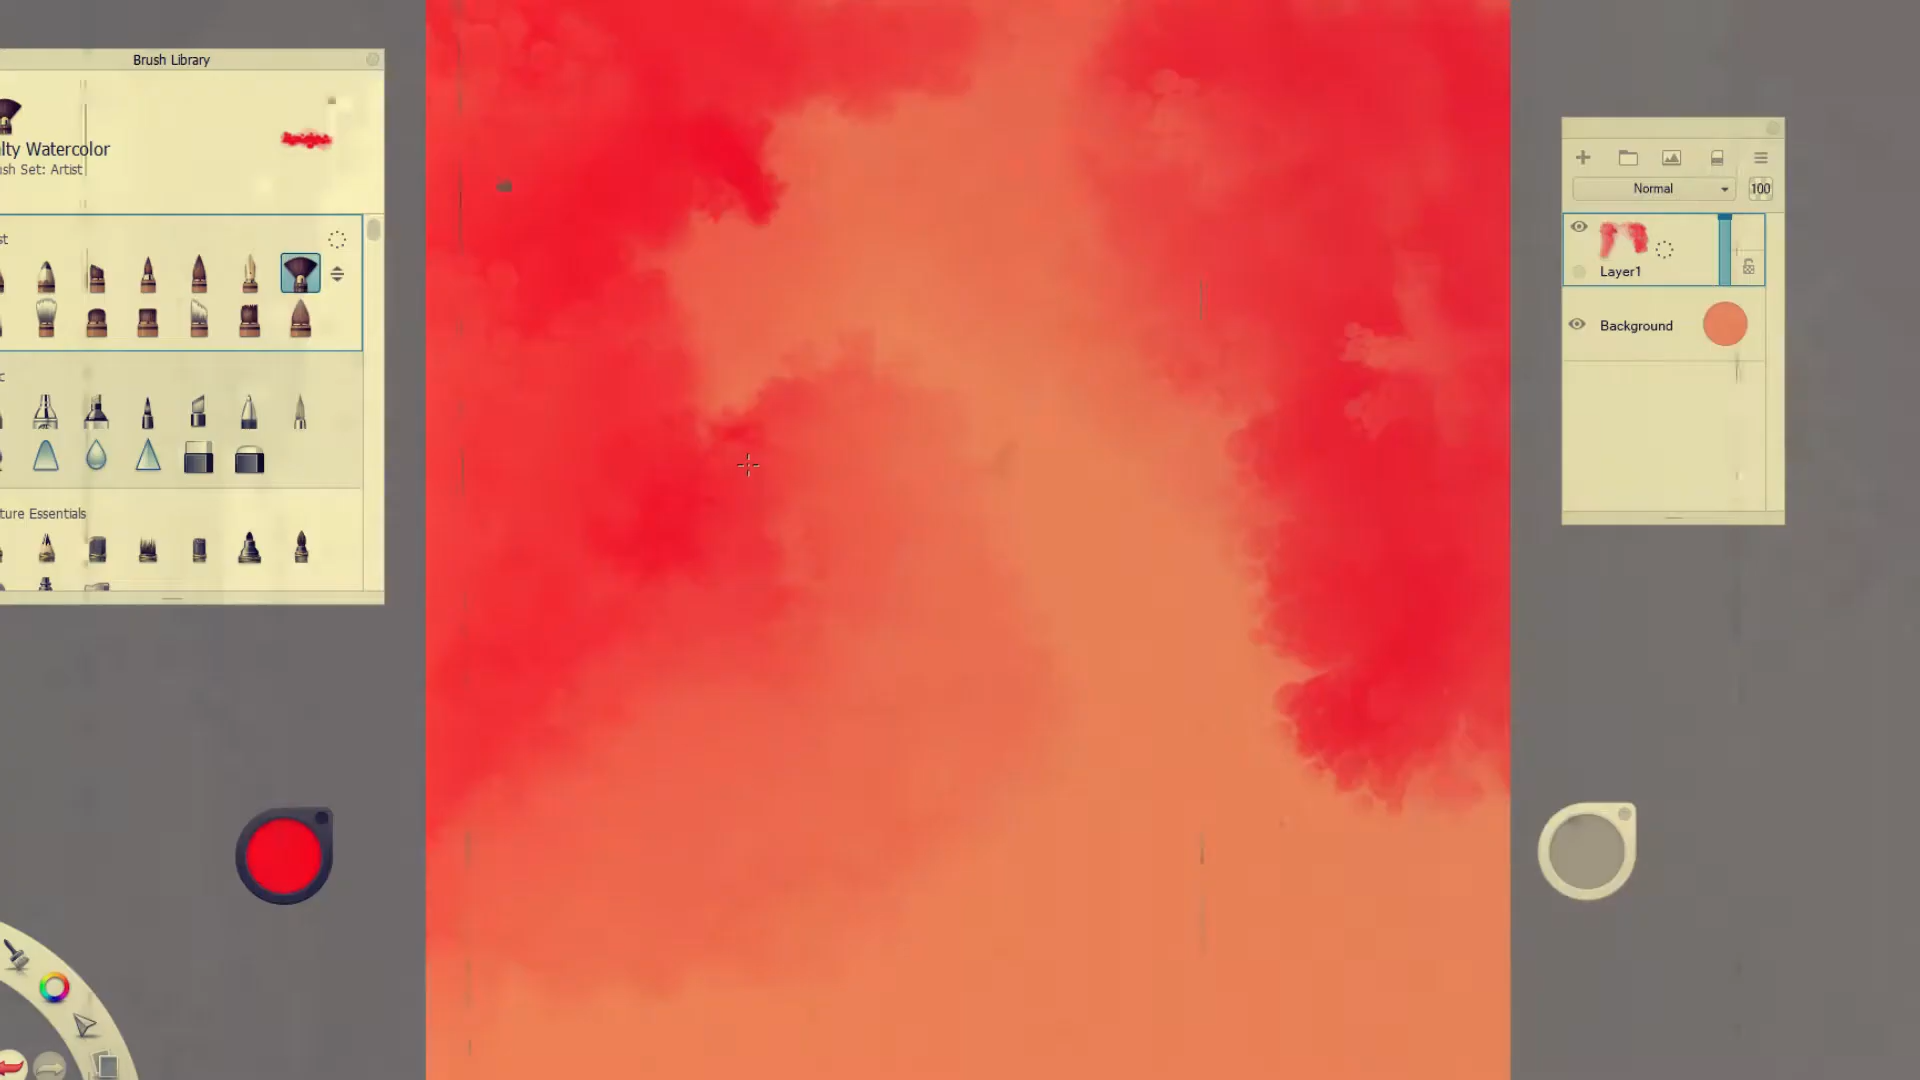 Brush Library
lty Watercolor
sh Set: Artist
st
c
ture Essentials
Normal
100
Layer1
Background